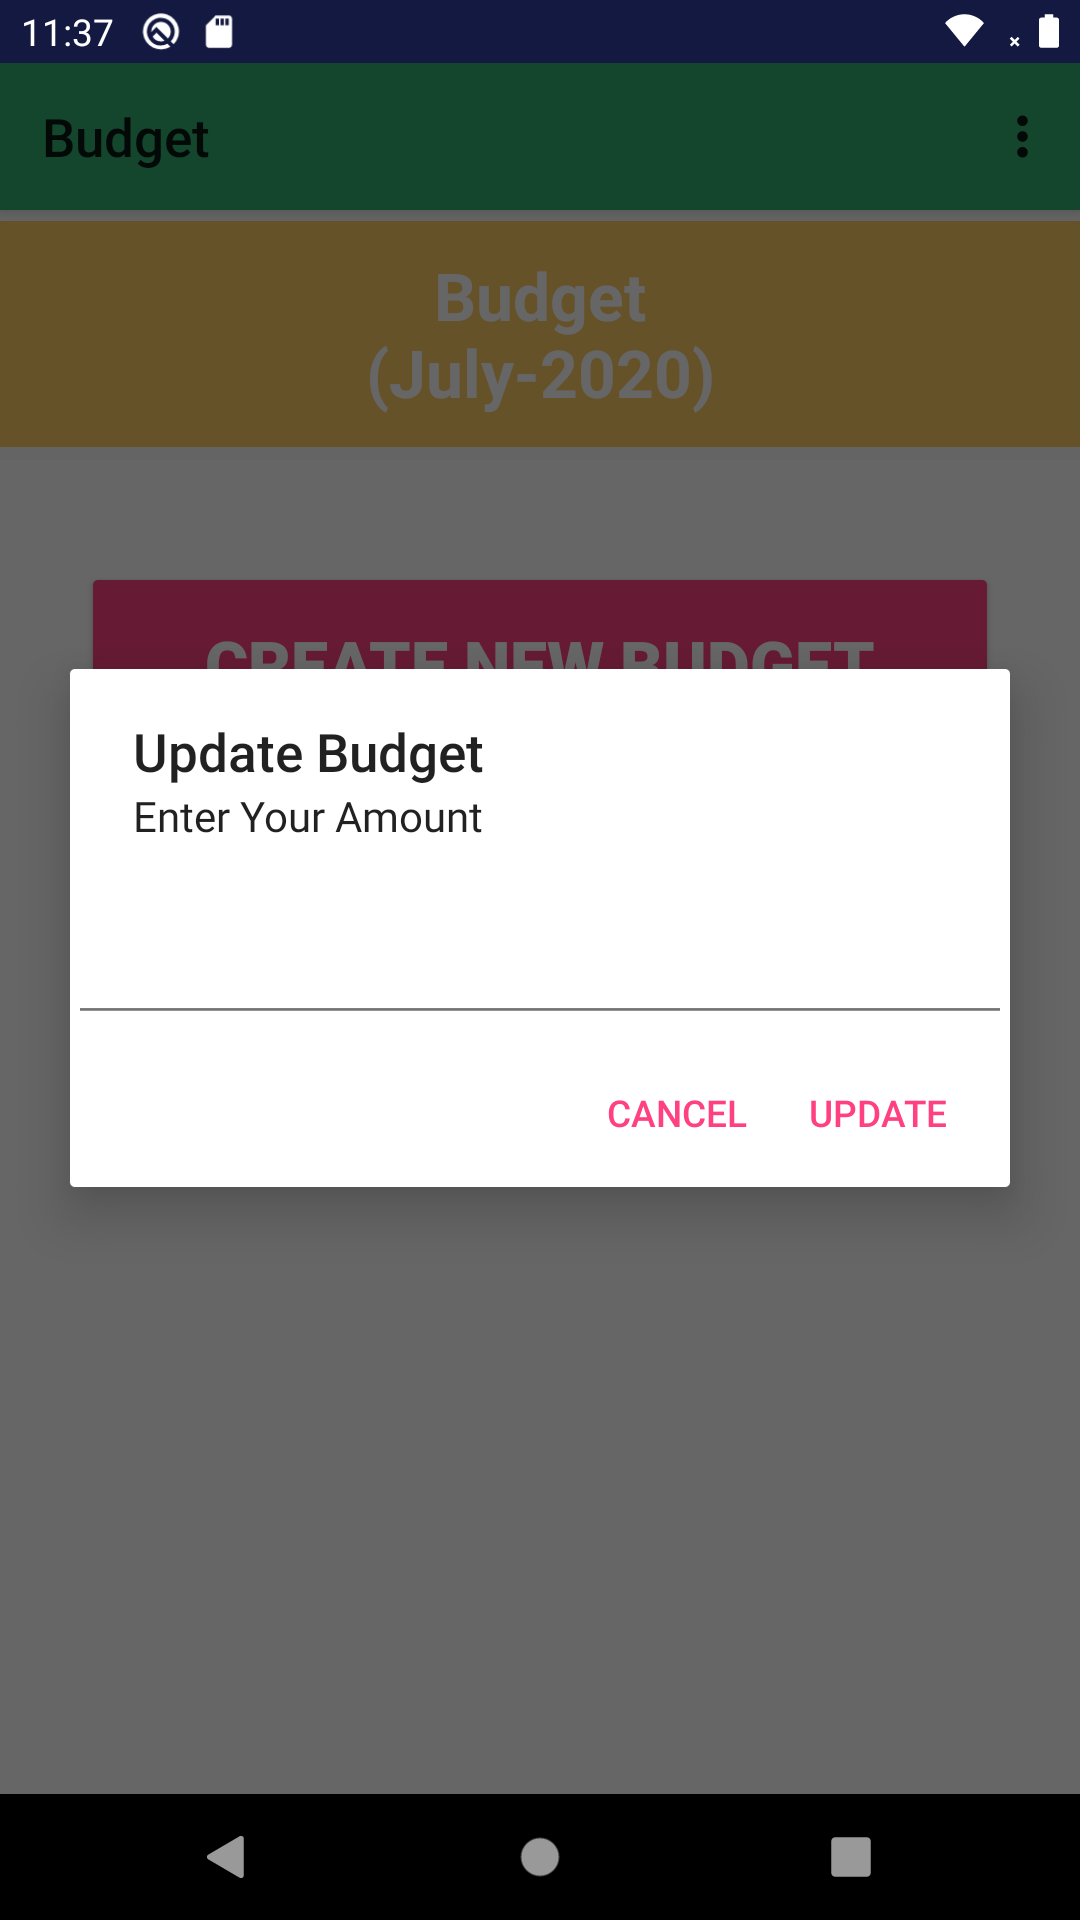 11:37
Budget
Budget
(July-2020)
CREATE NEW BUDGET
Update Budget
Enter Your Amount
CANCEL UPDATE